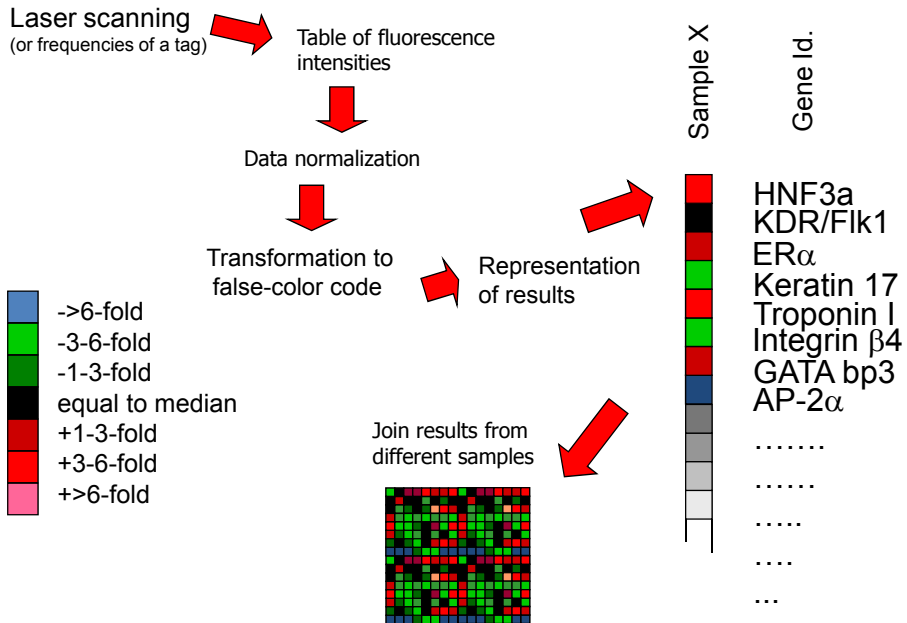 Laser scanning
(or frequencies of a tag)
Table of fluorescence
intensities
Data normalization
Transformation to
false-color code
Representation
of results
Sample X
Gene Id.
HNF3a
KDR/Flk1
ERα
Keratin 17
Troponin I
Integrin β4
GATA bp3
AP-2α
.......
......
.....
....
...
->6-fold
-3-6-fold
-1-3-fold
equal to median
+1-3-fold
+3-6-fold
+>6-fold
Join results from
different samples